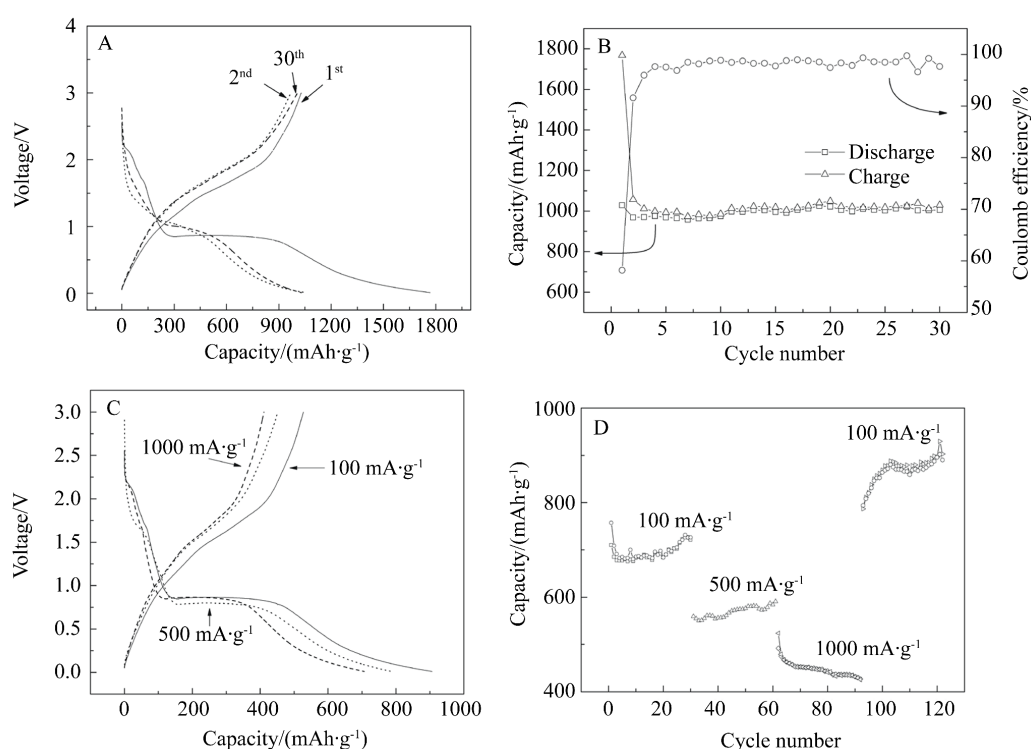 A
4
3
2
1
0
Voltage/V
2nd
30th
1st
0 300 600 900 1200 1500 1800
Capacity/(mAh·g-1)
B
1800
1600
1400
1200
1000
800
600
Capacity/(mAh·g-1)
Discharge
Charge
100
90
80
70
60
50
Coulomb efficiency/%
0 5 10 15 20 25 30
Cycle number
C
3.0
2.5
2.0
1.5
1.0
0.5
0.0
Voltage/V
1000 mA·g-1
100 mA·g-1
500 mA·g-1
0 200 400 600 800 1000
Capacity/(mAh·g-1)
D
1000
800
600
400
Capacity/(mAh·g-1)
100 mA·g-1
100 mA·g-1
500 mA·g-1
1000 mA·g-1
0 20 40 60 80 100 120
Cycle number